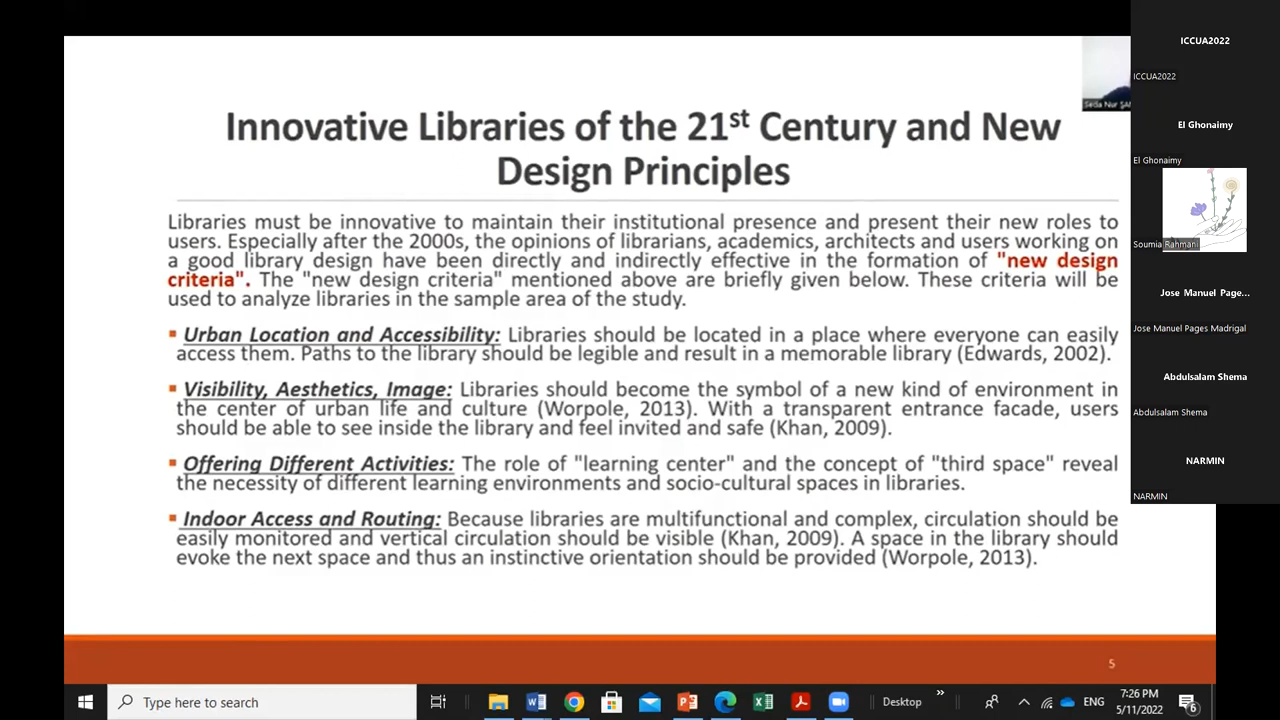 Innovative Libraries of the 21st Century and New
Design Principles
Libraries must be innovative to maintain their institutional presence and present their new roles to
users. Especially after the 2000s, the opinions of librarians, academics, architects and users working on
a good library design have been directly and indirectly effective in the formation of "new design
criteria". The "new design criteria" mentioned above are briefly given below. These criteria will be
used to analyze libraries in the sample area of the study.
▪ Urban Location and Accessibility: Libraries should be located in a place where everyone can easily
access them. Paths to the library should be legible and result in a memorable library (Edwards, 2002).
▪ Visibility, Aesthetics, Image: Libraries should become the symbol of a new kind of environment in
the center of urban life and culture (Worpole, 2013). With a transparent entrance facade, users
should be able to see inside the library and feel invited and safe (Khan, 2009).
▪ Offering Different Activities: The role of "learning center" and the concept of "third space" reveal
the necessity of different learning environments and socio-cultural spaces in libraries.
▪ Indoor Access and Routing: Because libraries are multifunctional and complex, circulation should be
easily monitored and vertical circulation should be visible (Khan, 2009). A space in the library should
evoke the next space and thus an instinctive orientation should be provided (Worpole, 2013).
5
Seda Nur
ICCUA2022
ICCUA2022
El Ghonaimy
El Ghonaimy
Soumia Rahmani
Jose Manuel Page...
Jose Manuel Pages Madrigal
Abdulsalam Shema
Abdulsalam Shema
NARMIN
NARMIN
Type here to search
Desktop
ENG
7:26 PM
5/11/2022
6